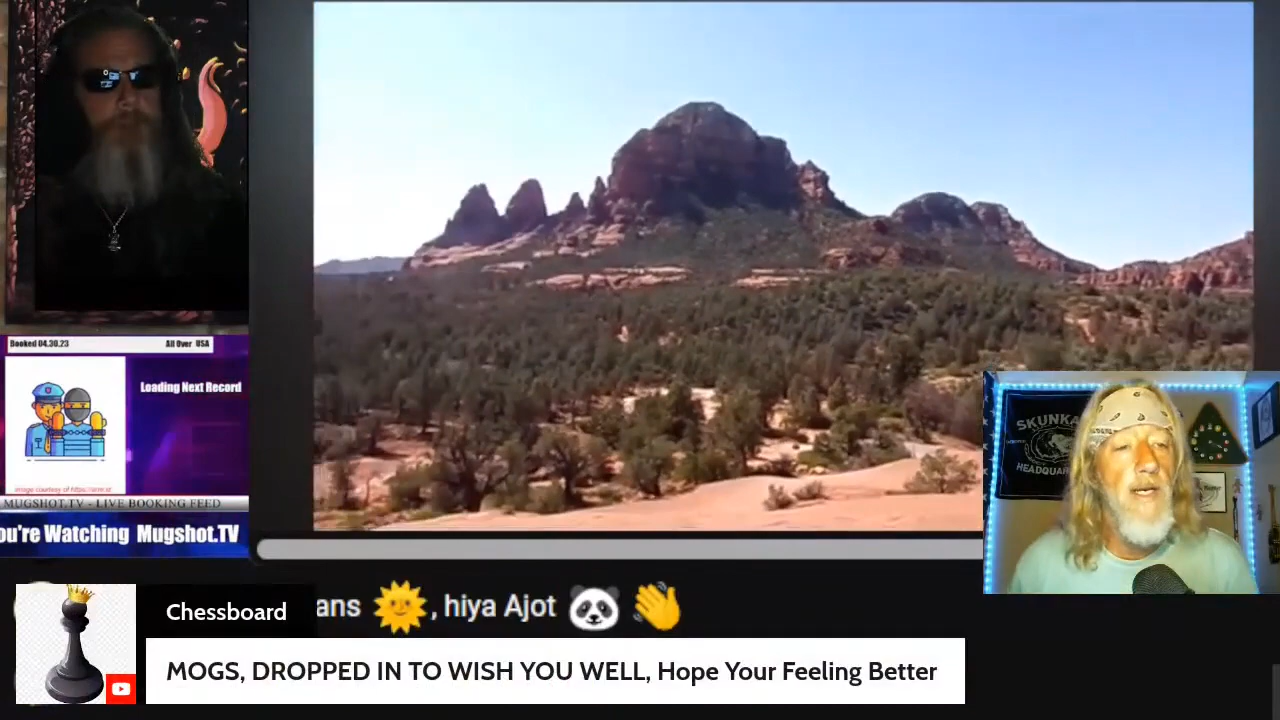 Booked 04.30.23 All Over USA
Loading Next Record
MUGSHOT.TV - LIVE BOOKING FEED
ou're Watching Mugshot.TV
SKUNKA
HEADQUAR
Chessboard
ans 🌞, hiya Ajot 🐼 👋
MOGS, DROPPED IN TO WISH YOU WELL, Hope Your Feeling Better